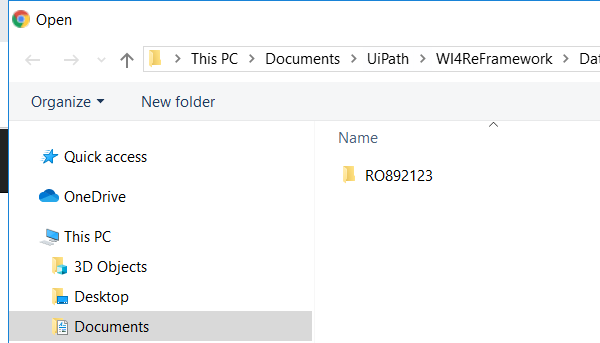 Open
This PC > Documents > UiPath > WI4ReFramework > Dat
Organize New folder
Name
Quick access
RO892123
OneDrive
This PC
3D Objects
Desktop
Documents